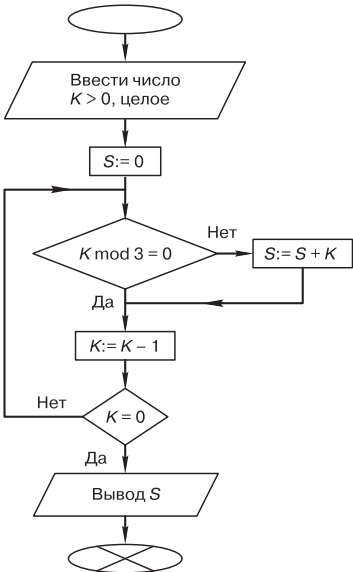 Ввести число
K > 0, целое
S:= 0
K mod 3 = 0
Нет
S:= S + K
Да
K:= K – 1
Нет
K = 0
Да
Вывод S